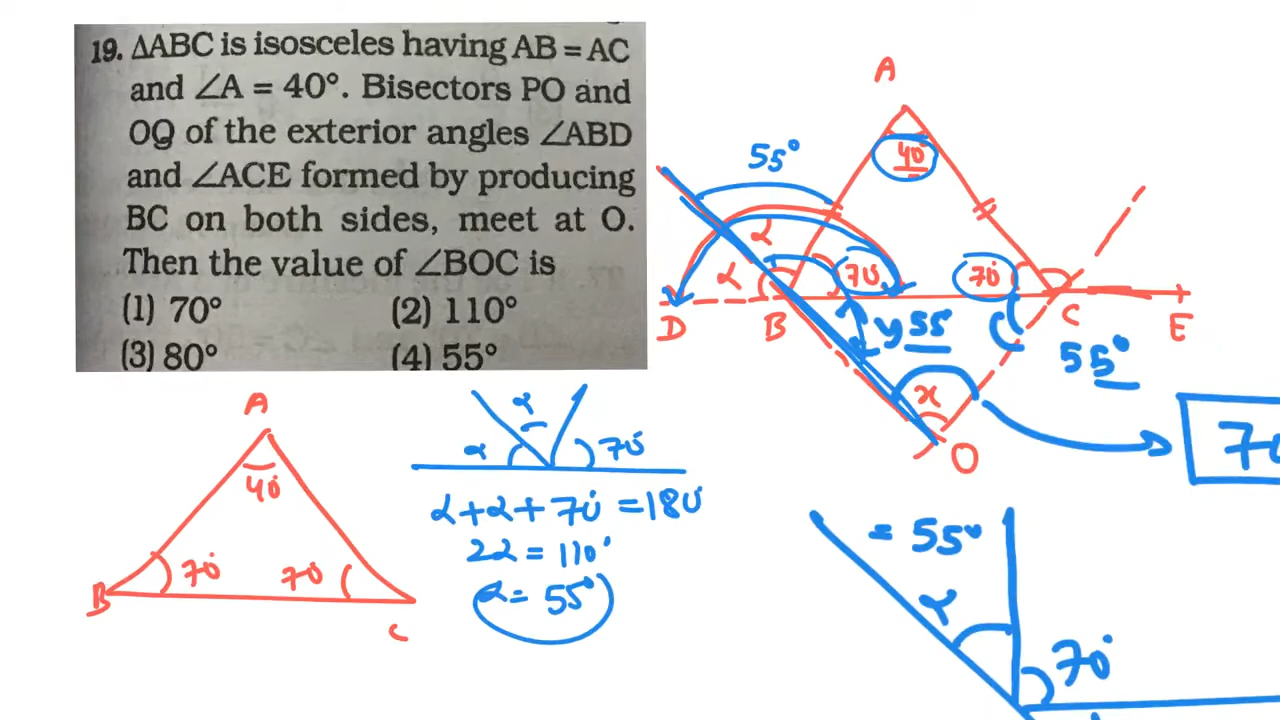 19. ΔABC is isosceles having AB = AC
and ∠A = 40°. Bisectors PO and
OQ of the exterior angles ∠ABD
and ∠ACE formed by producing
BC on both sides, meet at O.
Then the value of ∠BOC is
(1) 70° (2) 110°
(3) 80° (4) 55°
A
40°
55°
α
α
70°
70°
D
B
C
E
y 55
55°
x
O
70
A
40°
70°
70
B
C
α
α
70°
α+α+70° = 180°
2α = 110°
α = 55°
= 55°
α
70°